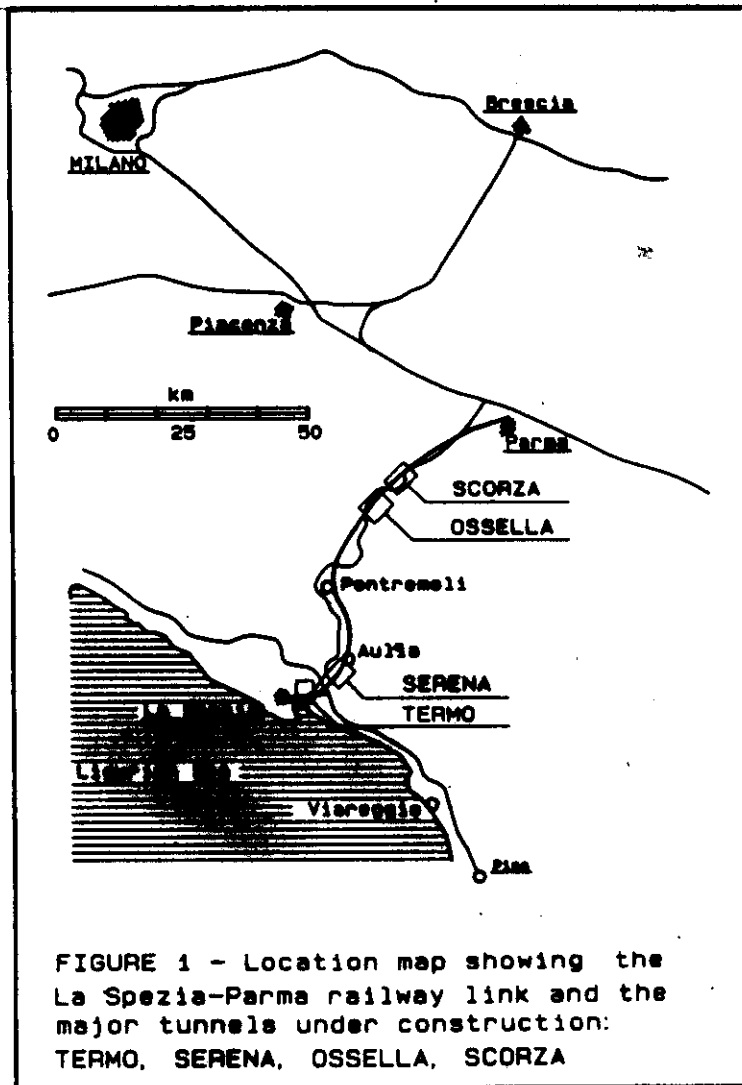 Brescia
MILANO
Piacenza
km
0 25 50
Parma
SCORZA
OSSELLA
Pontremoli
Aulla
SERENA
TERMO
LA
Viareggio
Pisa
FIGURE 1 - Location map showing the
La Spezia-Parma railway link and the
major tunnels under construction:
TERMO, SERENA, OSSELLA, SCORZA